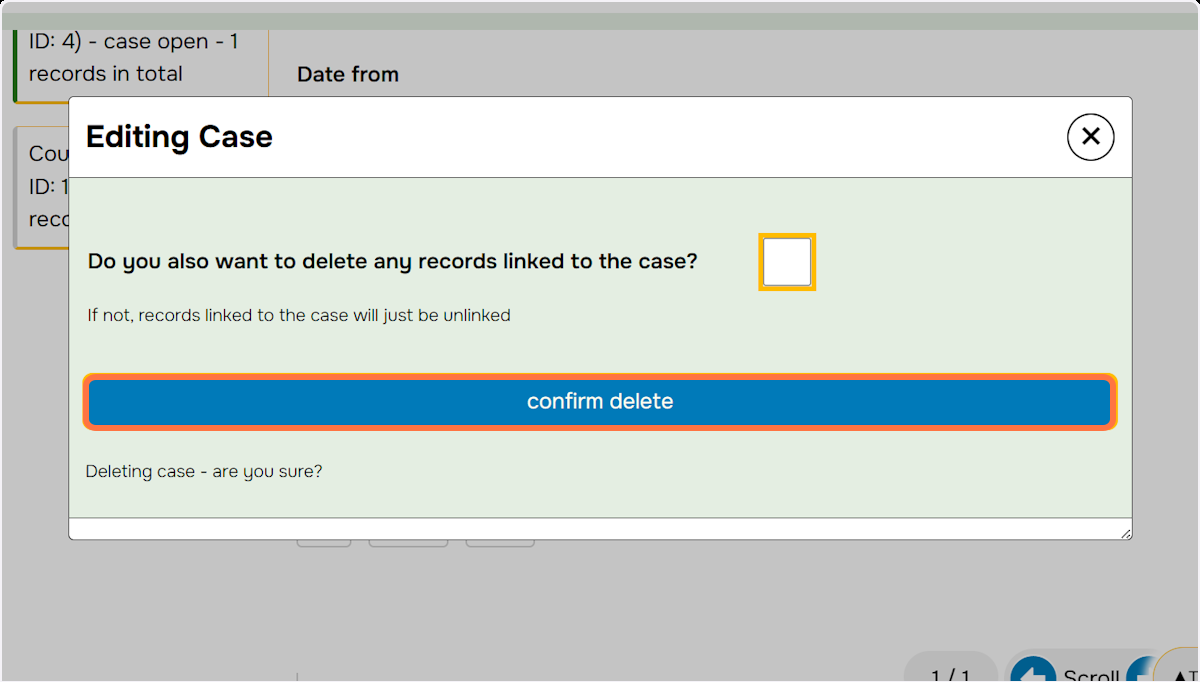 ID: 4) - case open - 1
records in total
Date from
Editing Case
ID: 1
Do you also want to delete any records linked to the case?
If not, records linked to the case will just be unlinked
confirm delete
Deleting case - are you sure?
1 / 1
Scroll